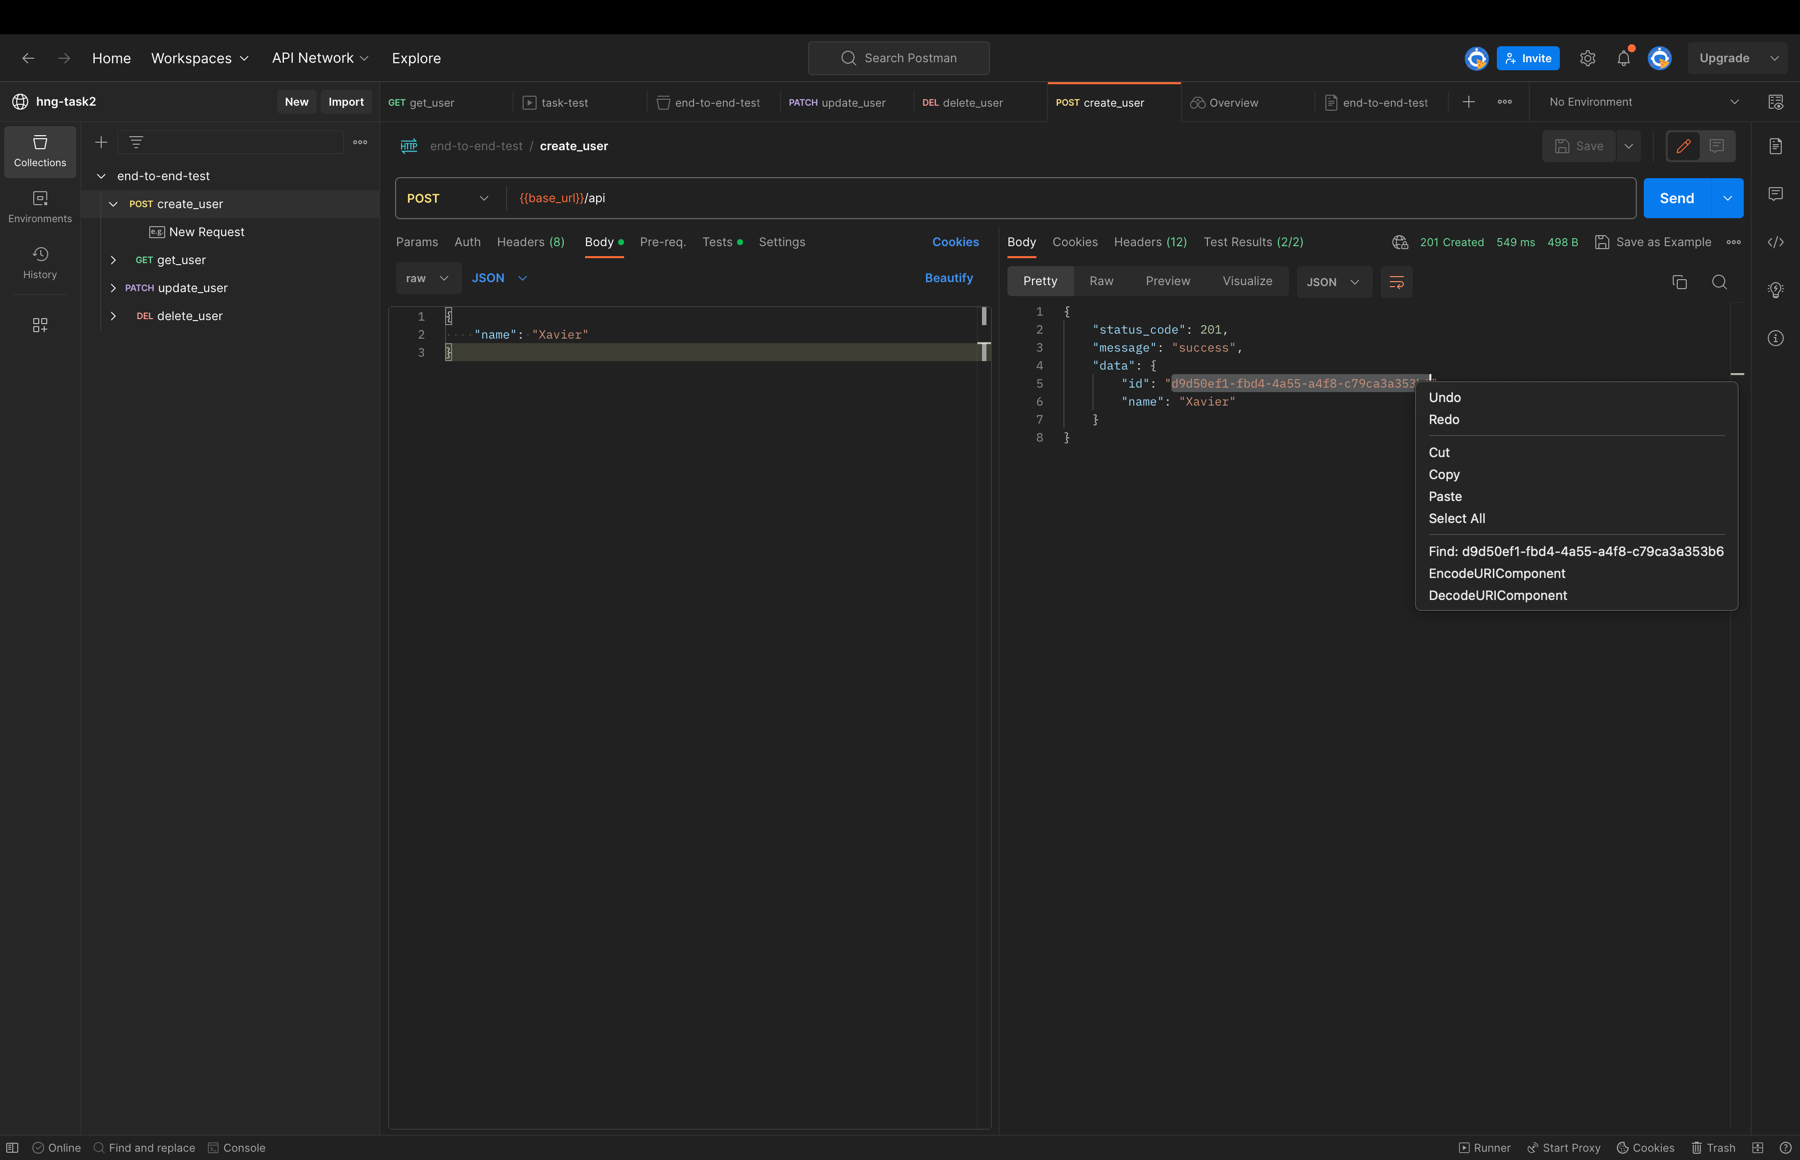 Home Workspaces API Network Explore Search Postman Invite Upgrade
hng-task2 New Import GET get_user task-test end-to-end-test PATCH update_user DEL delete_user POST create_user Overview end-to-end-test No Environment
Collections
Environments
History
end-to-end-test
POST create_user
e.g. New Request
GET get_user
PATCH update_user
DEL delete_user
HTTP end-to-end-test / create_user Save
POST {{base_url}}/api Send
Params Auth Headers (8) Body Pre-req. Tests Settings Cookies
raw JSON Beautify
1 {
2 "name": "Xavier"
3 }
Body Cookies Headers (12) Test Results (2/2) 201 Created 549 ms 498 B Save as Example
Pretty Raw Preview Visualize JSON
1 {
2 "status_code": 201,
3 "message": "success",
4 "data": {
5 "id": "d9d50ef1-fbd4-4a55-a4f8-c79ca3a353
6 "name": "Xavier"
7 }
8 }
Undo
Redo
Cut
Copy
Paste
Select All
Find: d9d50ef1-fbd4-4a55-a4f8-c79ca3a353b6
EncodeURIComponent
DecodeURIComponent
Online Find and replace Console Runner Start Proxy Cookies Trash